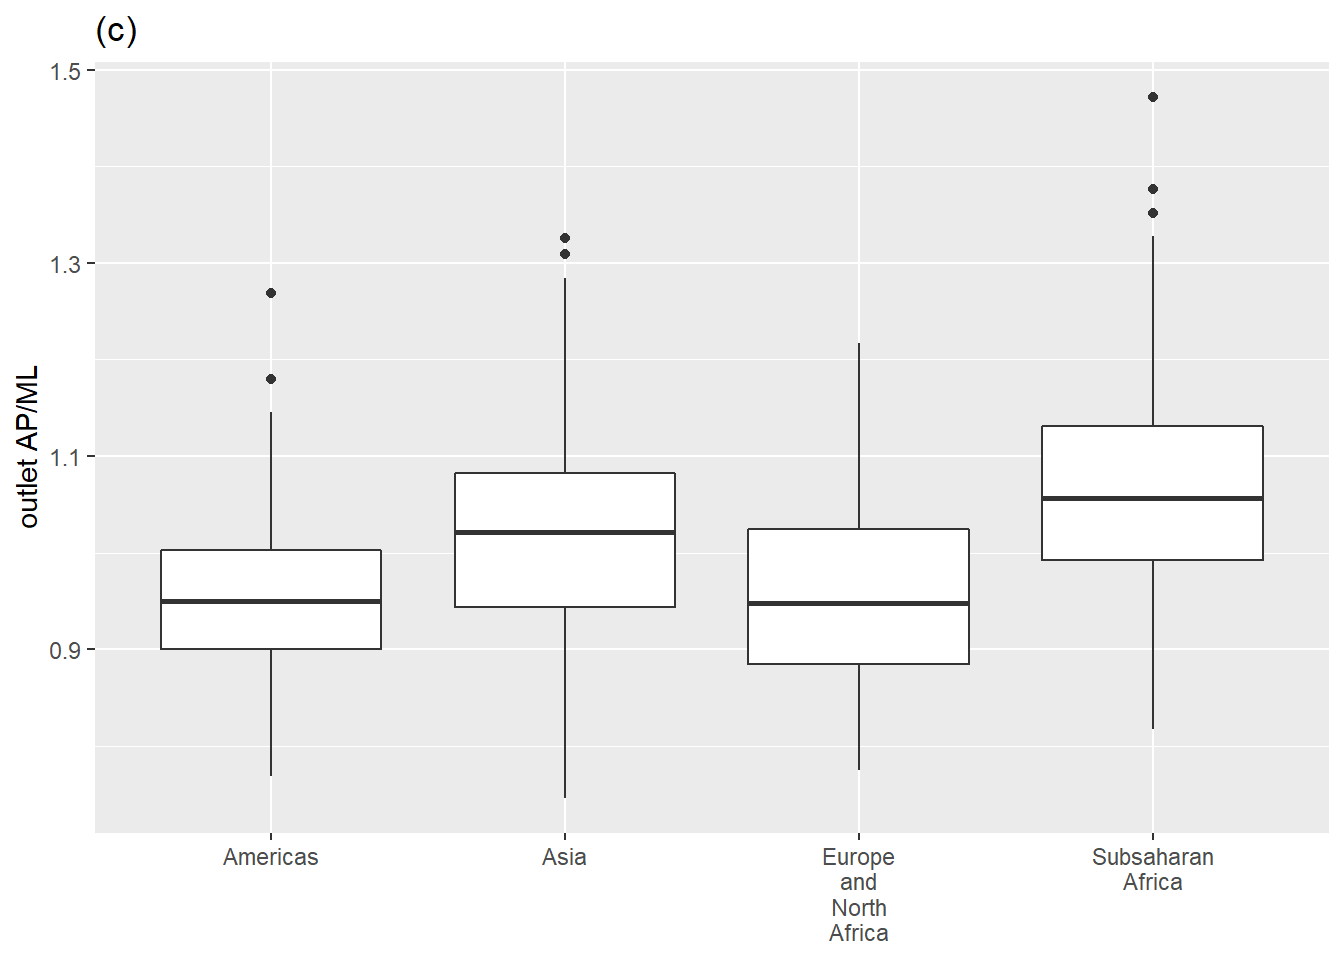 (c)
1.5
1.3
1.1
0.9
outlet AP/ML
Americas
Asia
Europe
and
North
Africa
Subsaharan
Africa